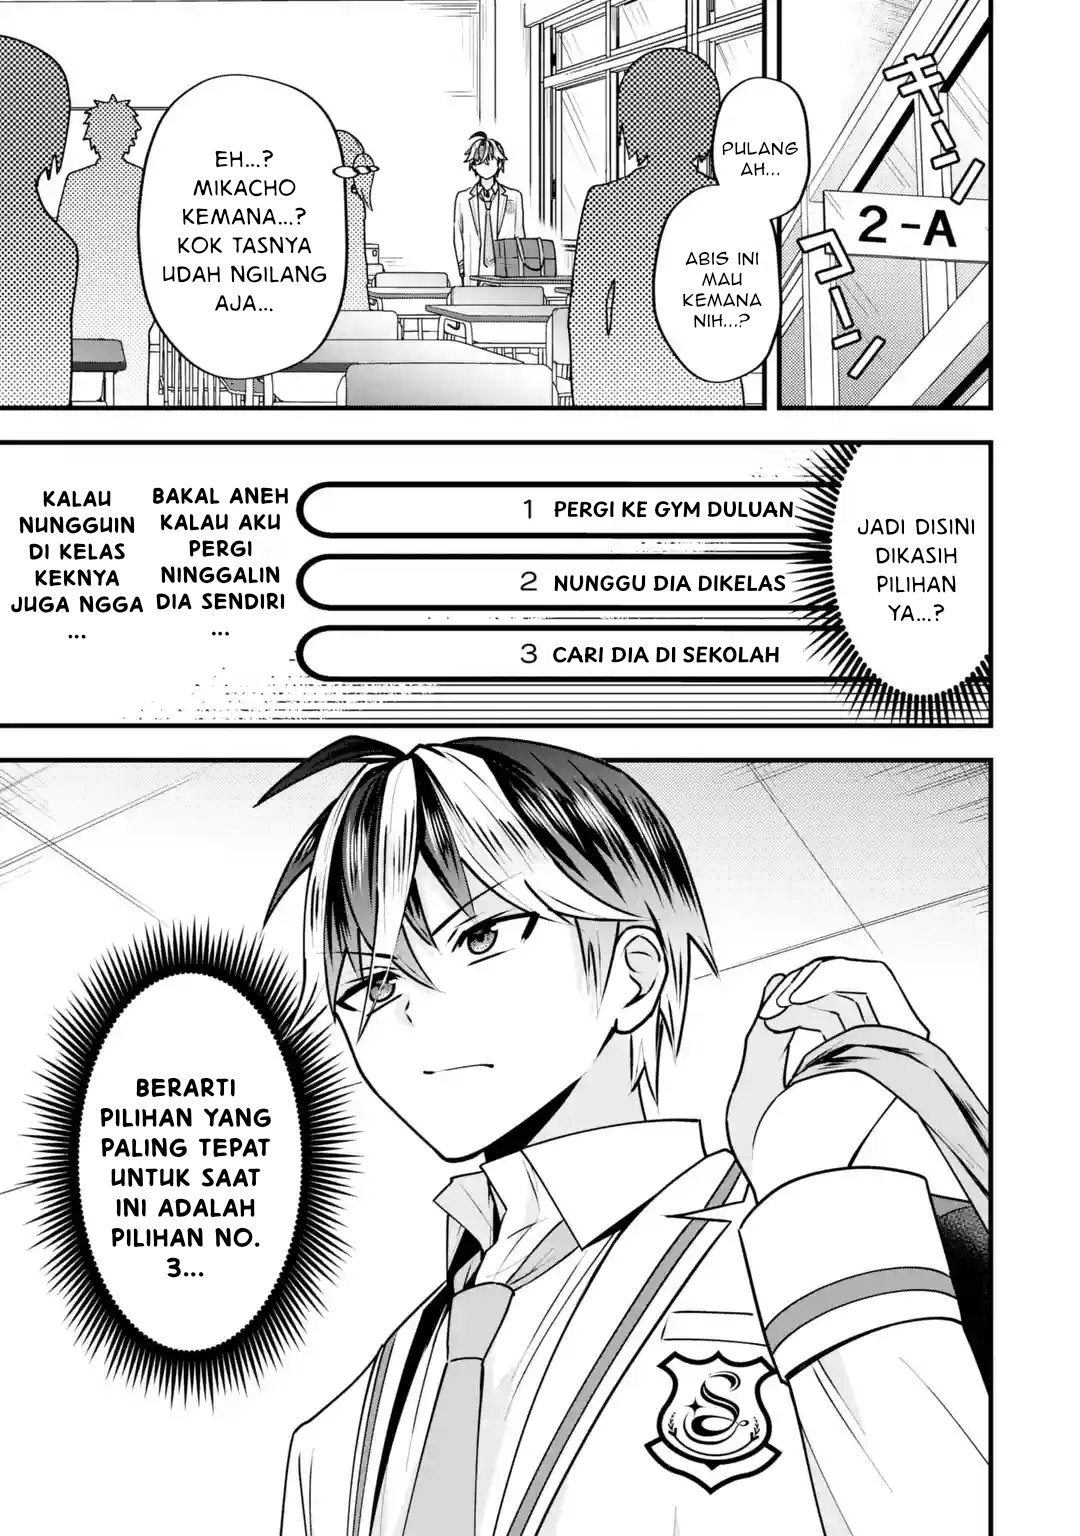 キーン
コーン
2-A
PULANG
AH...
ABIS INI
MAU
KEMANA
NIH...?
EH...?
MIKACHO
KEMANA...?
KOK TASNYA
UDAH NGILANG
AJA...
JADI DISINI
DIKASIH
PILIHAN
YA...?
1 PERGI KE GYM DULUAN
2 NUNGGU DIA DIKELAS
3 CARI DIA DI SEKOLAH
BAKAL ANEH
KALAU AKU
PERGI
NINGGALIN
DIA SENDIRI
...
KALAU
NUNGGUIN
DI KELAS
KEKNYA
JUGA NGGA
...
BERARTI
PILIHAN YANG
PALING TEPAT
UNTUK SAAT
INI ADALAH
PILIHAN NO.
3...
S